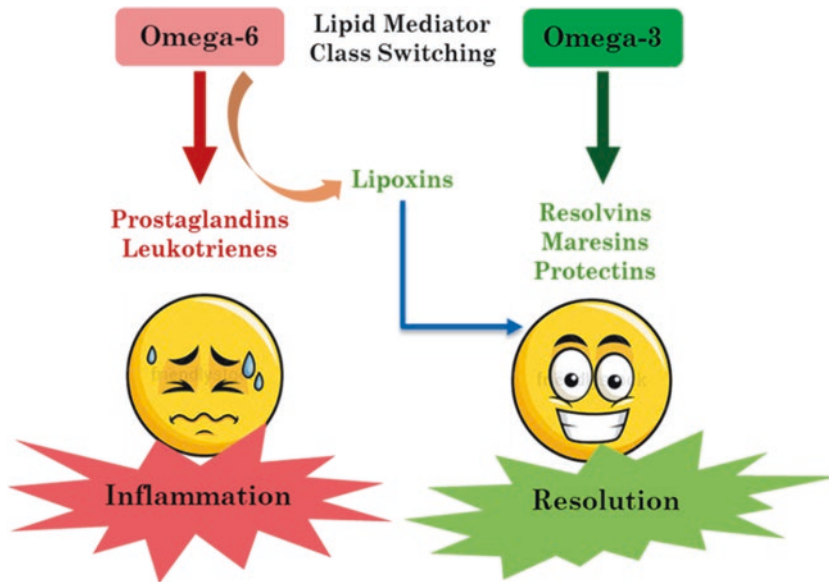 Omega-6
Lipid Mediator
Class Switching
Omega-3
Lipoxins
Prostaglandins
Leukotrienes
Resolvins
Maresins
Protectins
Inflammation
Resolution